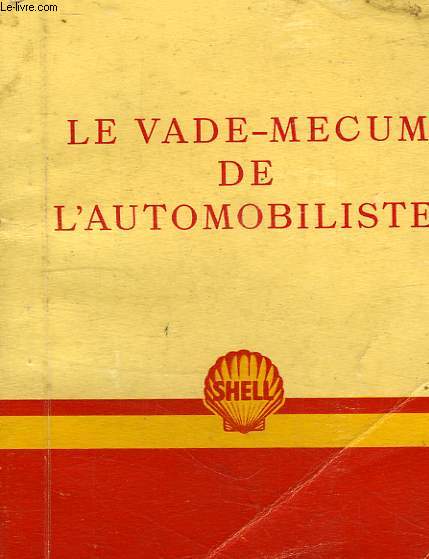 Le-livre.com
LE VADE-MECUM
DE
L'AUTOMOBILISTE
SHELL